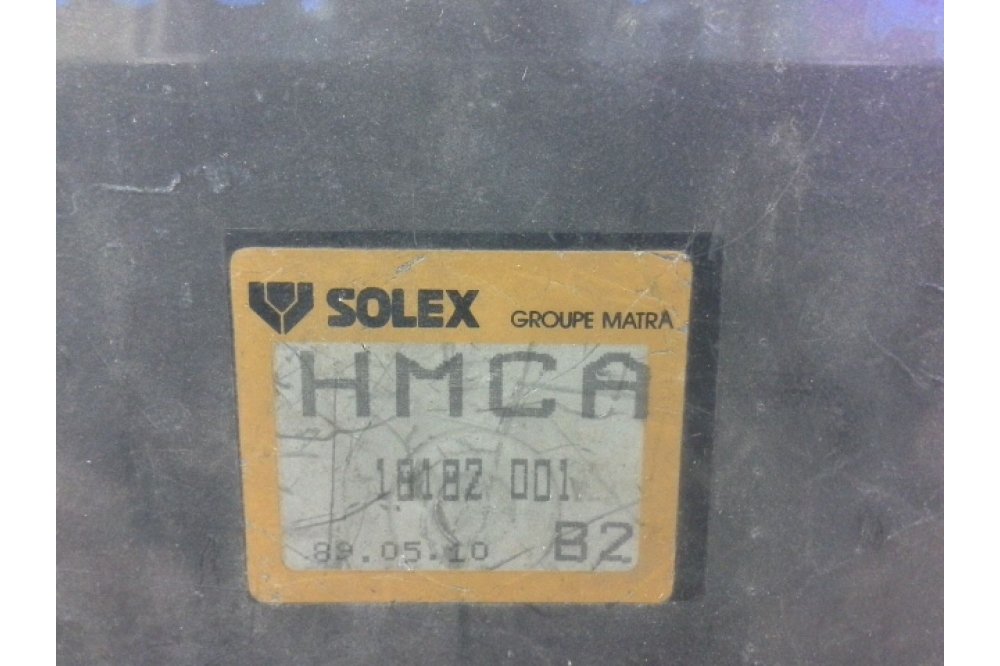 SOLEX GROUPE MATRA
HMCA
18182 001
89.05.10 B2